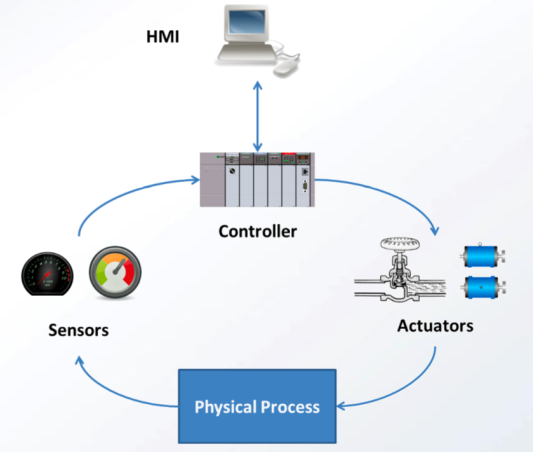 HMI
Controller
Sensors
Actuators
Physical Process